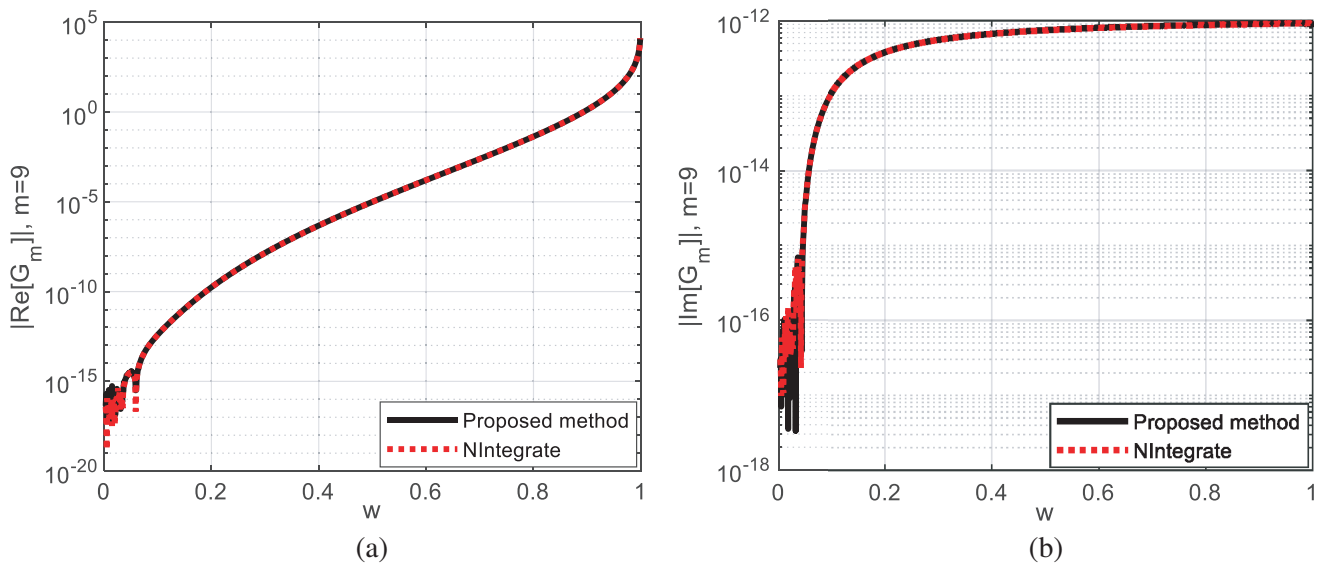 10^5
10^0
10^-5
10^-10
10^-15
10^-20
|Re[G_m]|, m=9
0 0.2 0.4 0.6 0.8 1
w
Proposed method
NIntegrate
(a)
10^-12
10^-14
10^-16
10^-18
|Im[G_m]|, m=9
0 0.2 0.4 0.6 0.8 1
w
Proposed method
NIntegrate
(b)